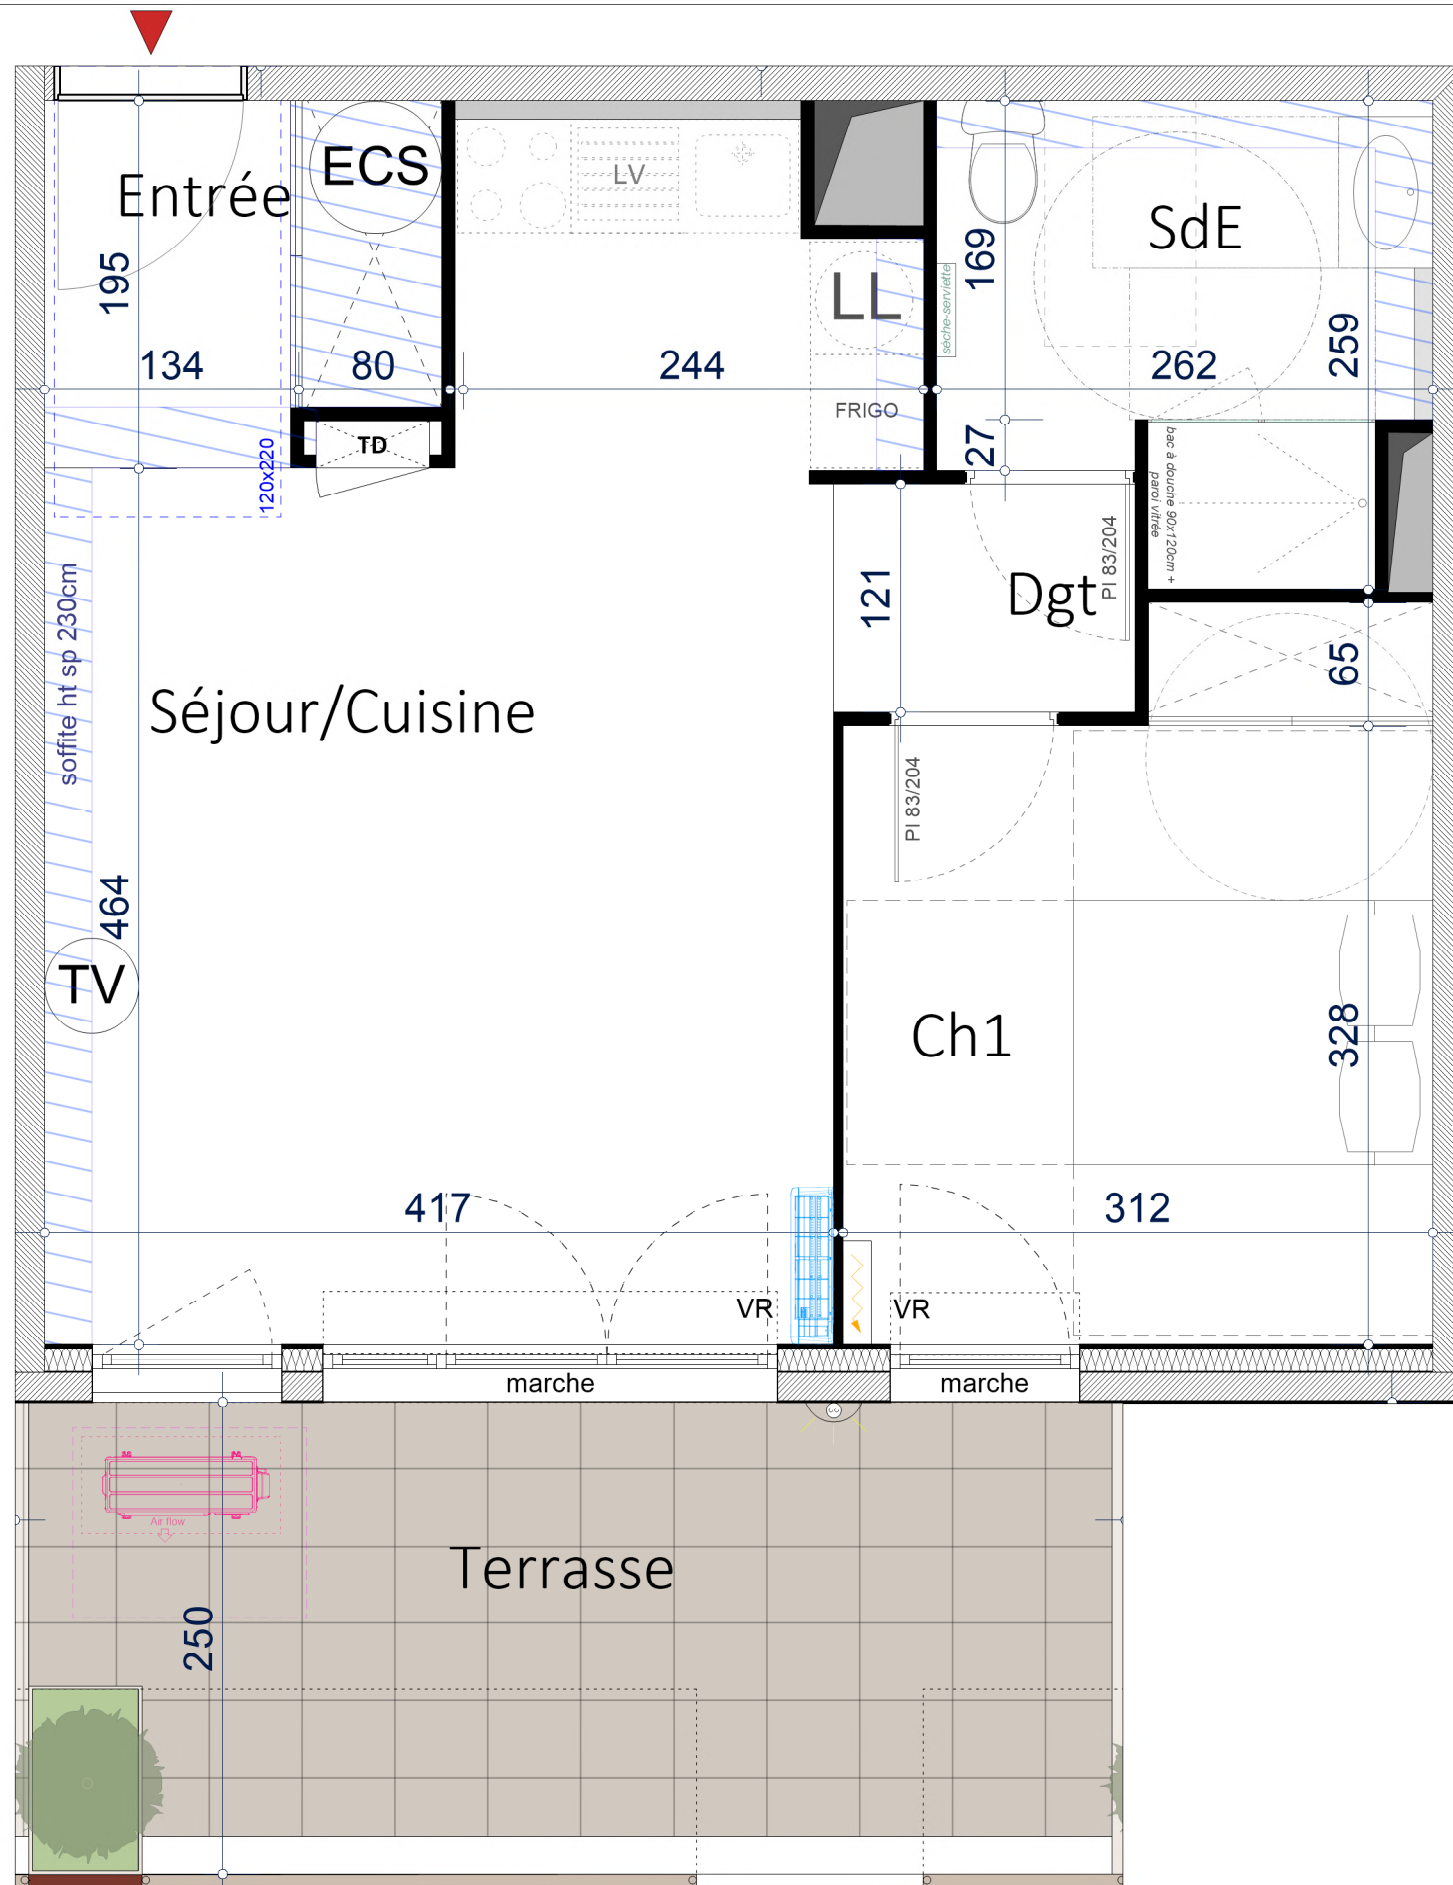 Entrée
ECS
LV
SdE
195
169
sèche-serviette
LL
259
134
80
244
262
FRIGO
27
TD
120x220
bac à douche 90x120cm +
paroi vitrée
PI 83/204
121
Dgt
soffite ht sp 230cm
65
Séjour/Cuisine
PI 83/204
464
TV
Ch1
328
417
312
VR
VR
marche
marche
3
Air flow
Terrasse
250